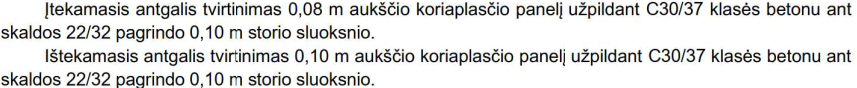 Įtekamasis antgalis tvirtinimas 0,08 m aukščio koriaplasčio panelį užpildant C30/37 klasės betonu ant
skaldos 22/32 pagrindo 0,10 m storio sluoksnio.
Ištekamasis antgalis tvirtinimas 0,10 m aukščio koriaplasčio panelį užpildant C30/37 klasės betonu ant
skaldos 22/32 pagrindo 0,10 m storio sluoksnio.